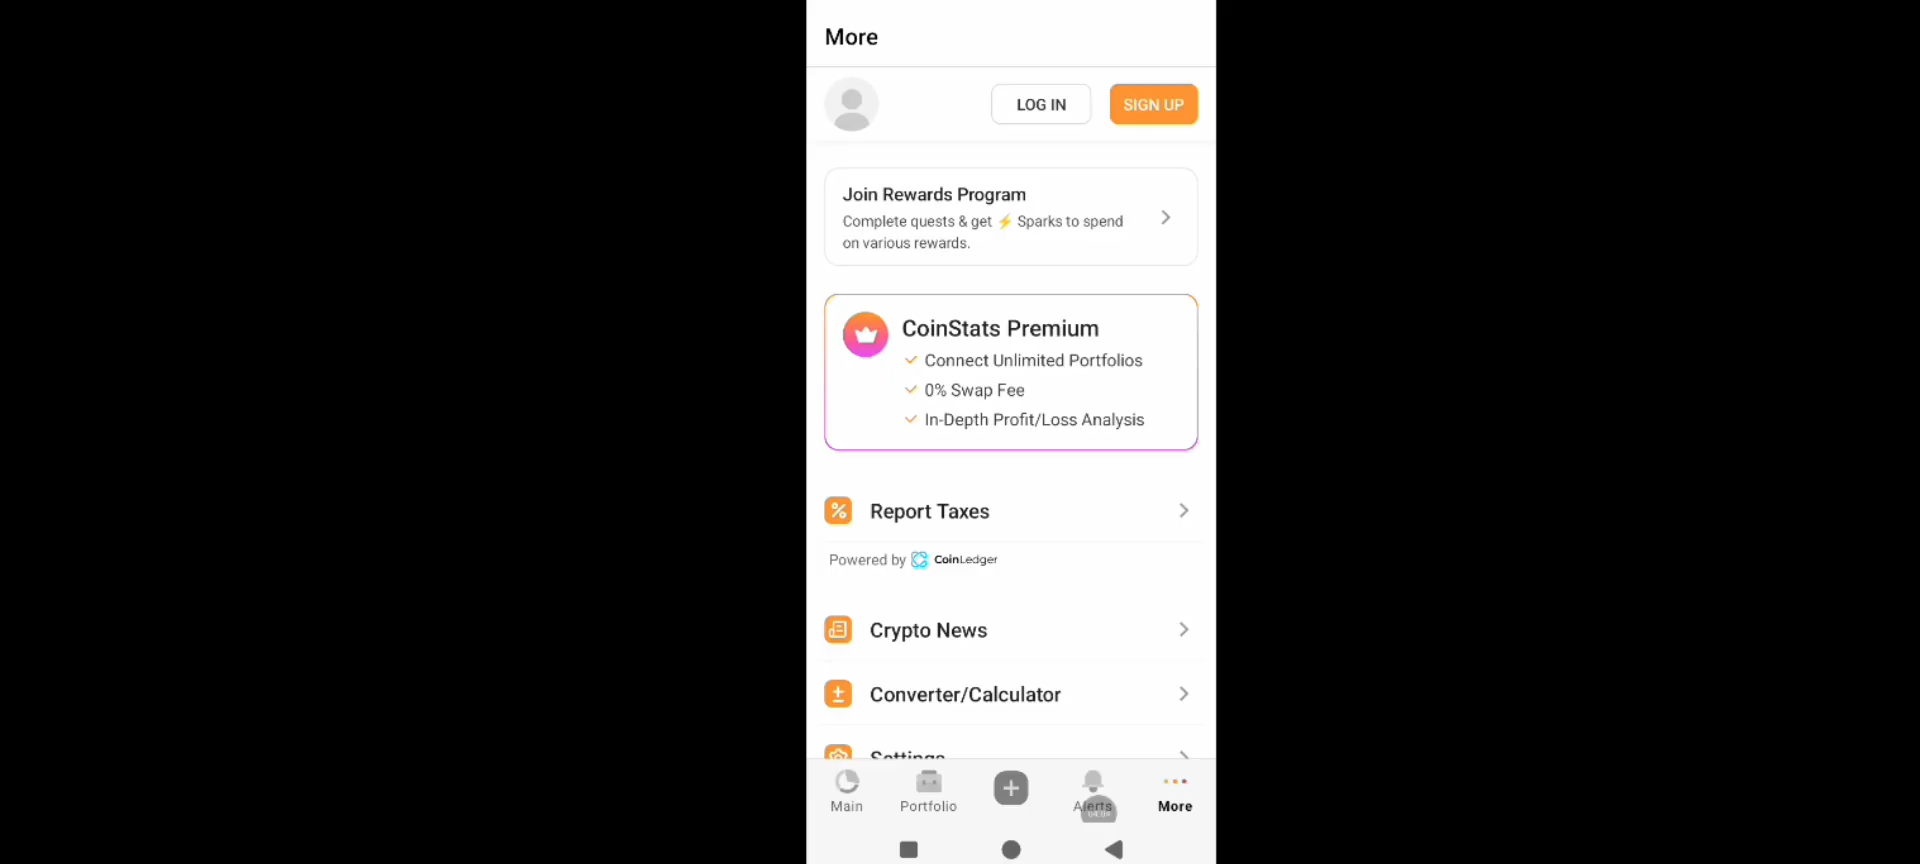 More
LOG IN
SIGN UP
Join Rewards Program
Complete quests & get ⚡ Sparks to spend
on various rewards.
CoinStats Premium
Connect Unlimited Portfolios
0% Swap Fee
In-Depth Profit/Loss Analysis
Report Taxes
Powered by CoinLedger
Crypto News
Converter/Calculator
Settings
Main
Portfolio
Alerts
More